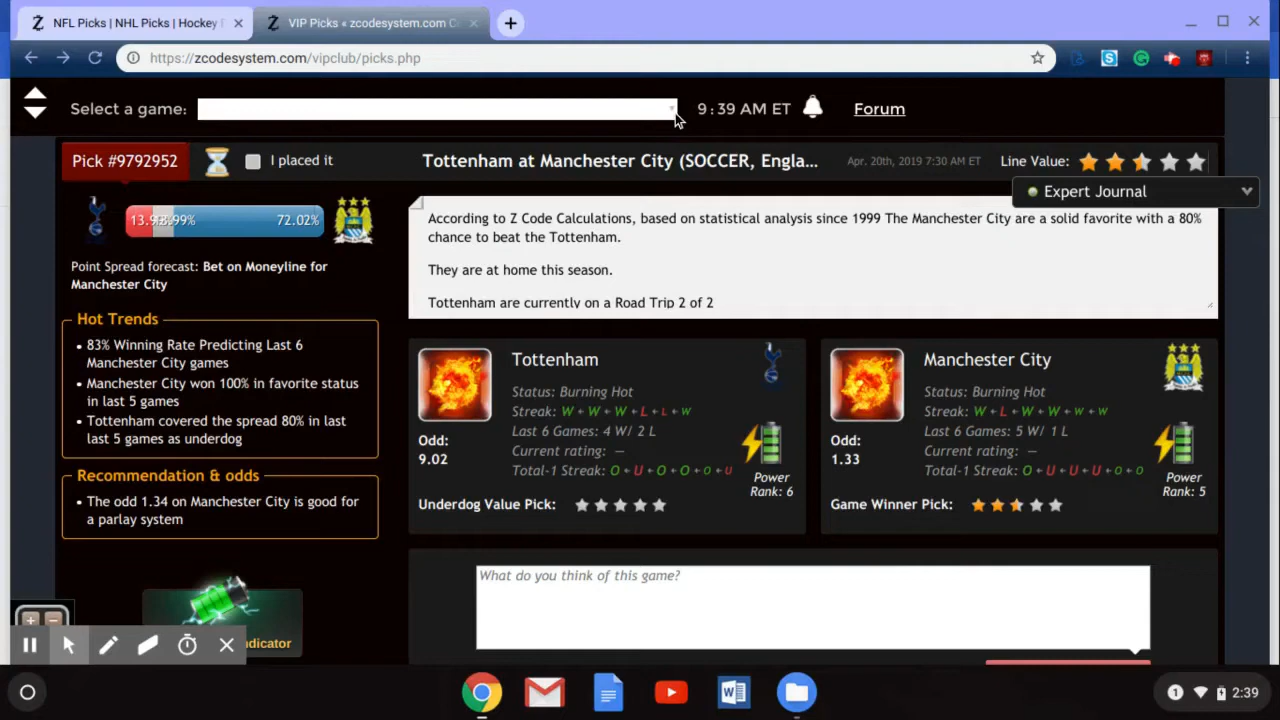 NFL Picks | NHL Picks | Hockey
VIP Picks « zcodesystem.com
https://zcodesystem.com/vipclub/picks.php
Select a game:
9:39 AM ET
Forum
Pick #9792952
I placed it
Tottenham at Manchester City (SOCCER, Engla...
Apr. 20th, 2019 7:30 AM ET
Line Value:
Expert Journal
72.02%
Point Spread forecast: Bet on Moneyline for
Manchester City
According to Z Code Calculations, based on statistical analysis since 1999 The Manchester City are a solid favorite with a 80%
chance to beat the Tottenham.
They are at home this season.
Tottenham are currently on a Road Trip 2 of 2
Hot Trends
• 83% Winning Rate Predicting Last 6
Manchester City games
• Manchester City won 100% in favorite status
in last 5 games
• Tottenham covered the spread 80% in last
last 5 games as underdog
Recommendation & odds
• The odd 1.34 on Manchester City is good for
a parlay system
Tottenham
Status: Burning Hot
Streak: W W W L L W
Last 6 Games: 4 W/ 2 L
Current rating: —
Total-1 Streak: O U O O O U
Odd:
9.02
Power
Rank: 6
Underdog Value Pick:
Manchester City
Status: Burning Hot
Streak: W L W W W W
Last 6 Games: 5 W/ 1 L
Current rating: —
Total-1 Streak: O U U U O O
Odd:
1.33
Power
Rank: 5
Game Winner Pick:
What do you think of this game?
1
2:39